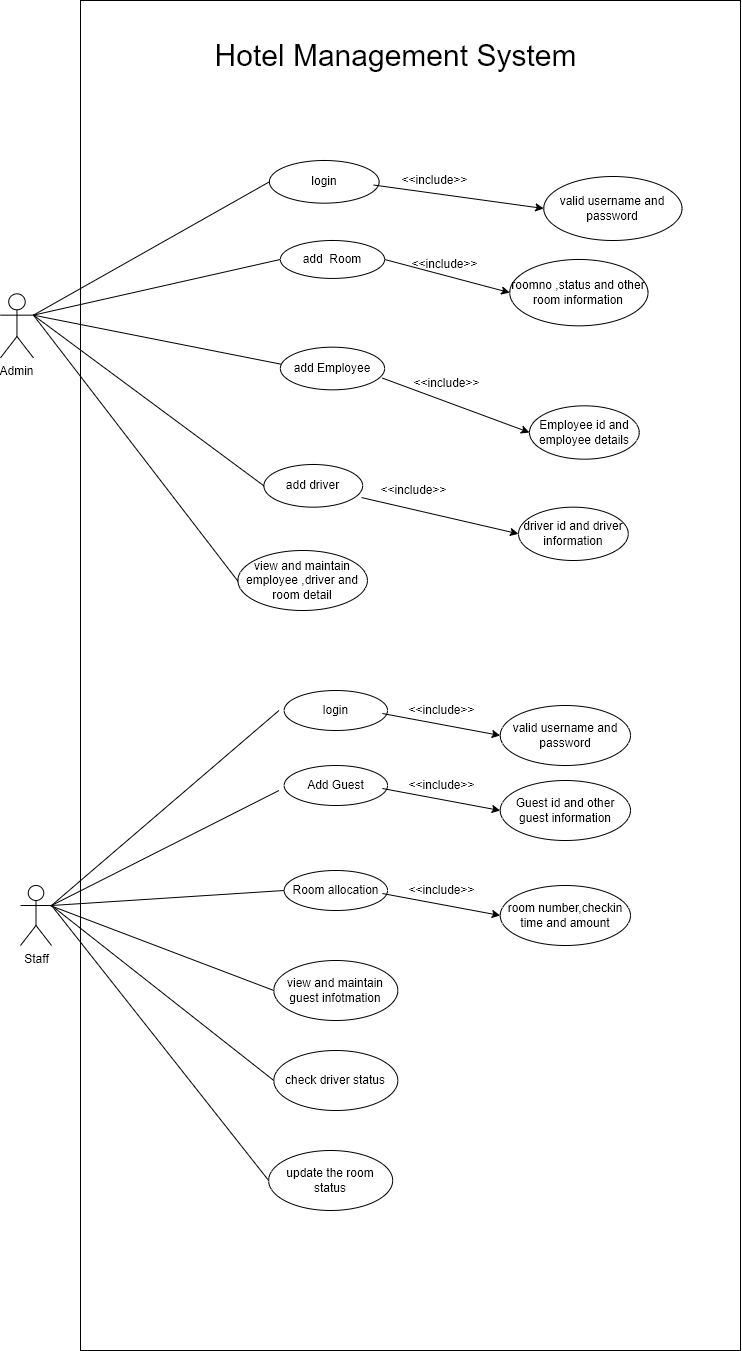 Hotel Management System
login
<<include>>
valid username and
password
add  Room
<<include>>
roomno ,status and other
room information
Admin
add Employee
<<include>>
Employee id and
employee details
add driver
<<include>>
driver id and driver
information
view and maintain
employee ,driver and
room detail
login
<<include>>
valid username and
password
Add Guest
<<include>>
Guest id and other
guest information
Room allocation
<<include>>
room number,checkin
time and amount
Staff
view and maintain
guest infotmation
check driver status
update the room
status